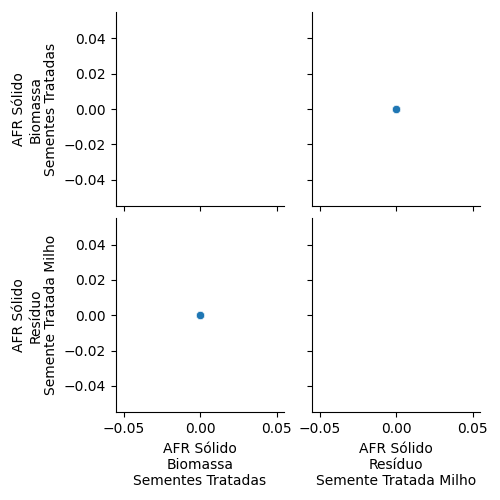 AFR Sólido
Biomassa
Sementes Tratadas
0.04
0.02
0.00
−0.02
−0.04
AFR Sólido
Resíduo
Semente Tratada Milho
0.04
0.02
0.00
−0.02
−0.04
−0.05 0.00 0.05
−0.05 0.00 0.05
AFR Sólido
Biomassa
Sementes Tratadas
AFR Sólido
Resíduo
Semente Tratada Milho